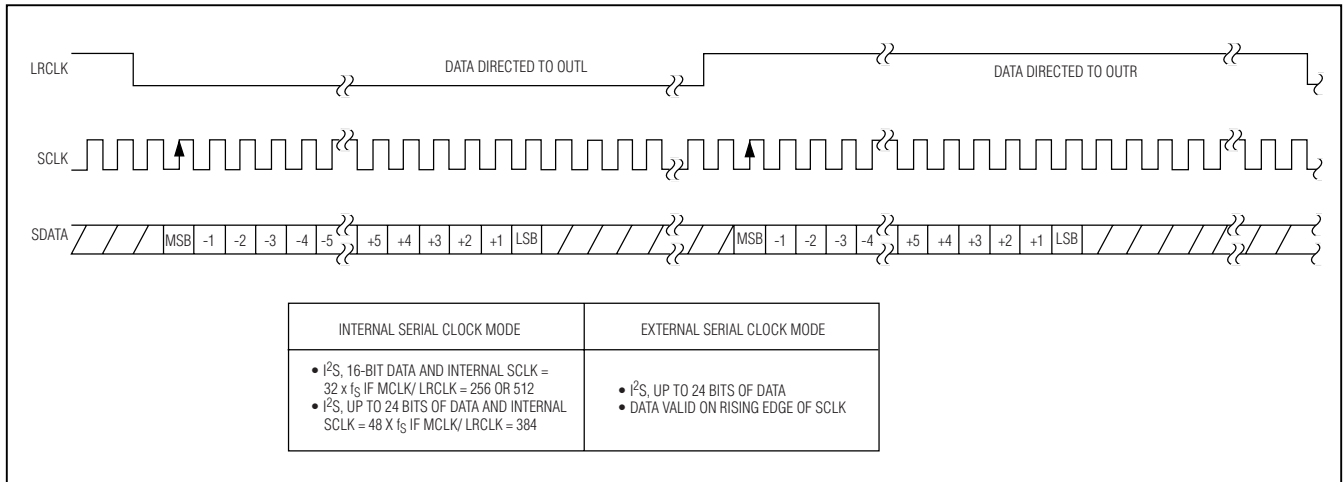 LRCLK
DATA DIRECTED TO OUTL
DATA DIRECTED TO OUTR
SCLK
SDATA
MSB -1 -2 -3 -4 -5 +5 +4 +3 +2 +1 LSB MSB -1 -2 -3 -4 +5 +4 +3 +2 +1 LSB
INTERNAL SERIAL CLOCK MODE
• I²S, 16-BIT DATA AND INTERNAL SCLK =
32 x fS IF MCLK/ LRCLK = 256 OR 512
• I²S, UP TO 24 BITS OF DATA AND INTERNAL
SCLK = 48 X fS IF MCLK/ LRCLK = 384
EXTERNAL SERIAL CLOCK MODE
• I²S, UP TO 24 BITS OF DATA
• DATA VALID ON RISING EDGE OF SCLK